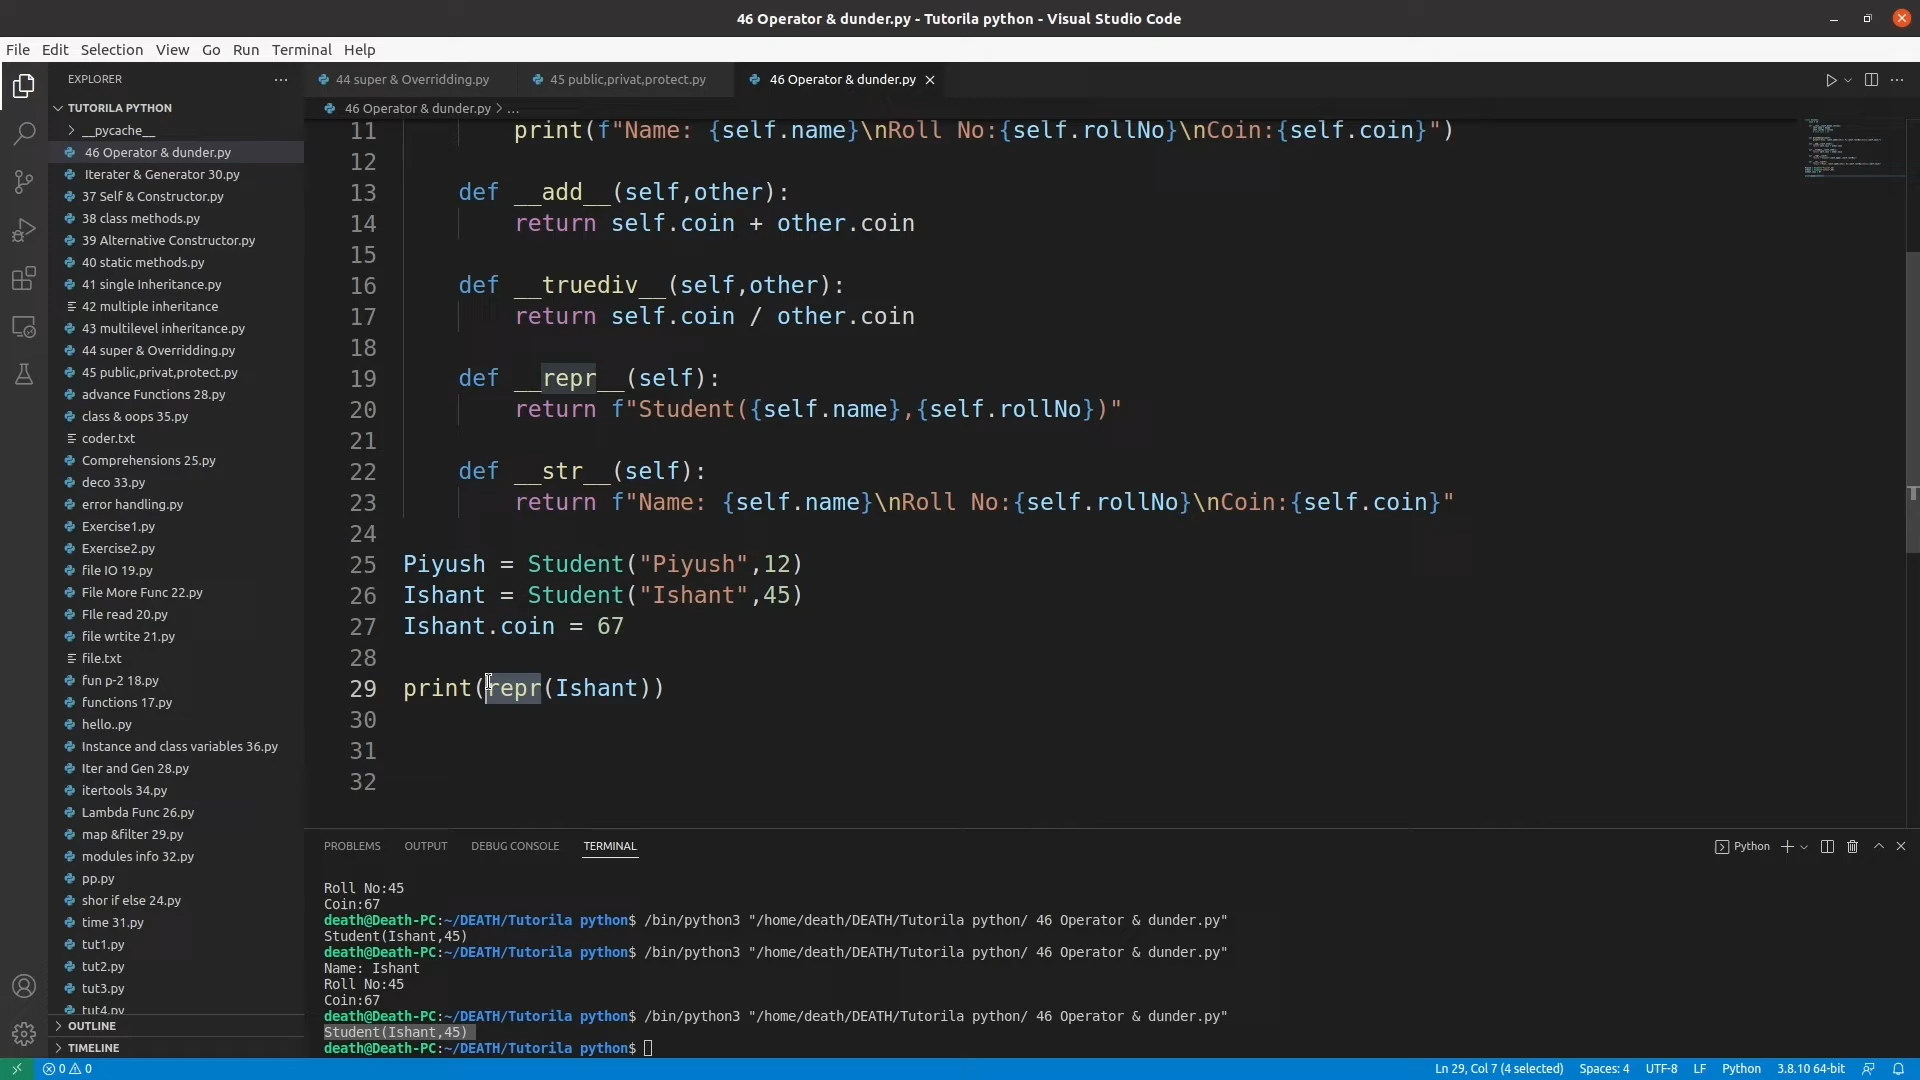 46 Operator & dunder.py - Tutorila python - Visual Studio Code
File Edit Selection View Go Run Terminal Help
EXPLORER
TUTORILA PYTHON
__pycache__
46 Operator & dunder.py
Iterater & Generator 30.py
37 Self & Constructor.py
38 class methods.py
39 Alternative Constructor.py
40 static methods.py
41 single Inheritance.py
42 multiple inheritance
43 multilevel inheritance.py
44 super & Overridding.py
45 public,privat,protect.py
advance Functions 28.py
class & oops 35.py
coder.txt
Comprehensions 25.py
deco 33.py
error handling.py
Exercise1.py
Exercise2.py
file IO 19.py
File More Func 22.py
FIle read 20.py
file wrtite 21.py
file.txt
fun p-2 18.py
functions 17.py
hello..py
Instance and class variables 36.py
Iter and Gen 28.py
itertools 34.py
Lambda Func 26.py
map &filter 29.py
modules info 32.py
pp.py
shor if else 24.py
time 31.py
tut1.py
tut2.py
tut3.py
tut4.py
OUTLINE
TIMELINE
44 super & Overridding.py 45 public,privat,protect.py 46 Operator & dunder.py
46 Operator & dunder.py > ...
11 print(f"Name: {self.name}\nRoll No:{self.rollNo}\nCoin:{self.coin}")
12
13 def __add__(self,other):
14 return self.coin + other.coin
15
16 def __truediv__(self,other):
17 return self.coin / other.coin
18
19 def __repr__(self):
20 return f"Student({self.name},{self.rollNo})"
21
22 def __str__(self):
23 return f"Name: {self.name}\nRoll No:{self.rollNo}\nCoin:{self.coin}"
24
25 Piyush = Student("Piyush",12)
26 Ishant = Student("Ishant",45)
27 Ishant.coin = 67
28
29 print(repr(Ishant))
30
31
32
PROBLEMS OUTPUT DEBUG CONSOLE TERMINAL Python
Roll No:45
Coin:67
death@Death-PC:~/DEATH/Tutorila python$ /bin/python3 "/home/death/DEATH/Tutorila python/ 46 Operator & dunder.py"
Student(Ishant,45)
death@Death-PC:~/DEATH/Tutorila python$ /bin/python3 "/home/death/DEATH/Tutorila python/ 46 Operator & dunder.py"
Name: Ishant
Roll No:45
Coin:67
death@Death-PC:~/DEATH/Tutorila python$ /bin/python3 "/home/death/DEATH/Tutorila python/ 46 Operator & dunder.py"
Student(Ishant,45)
death@Death-PC:~/DEATH/Tutorila python$
0 0 Ln 29, Col 7 (4 selected) Spaces: 4 UTF-8 LF Python 3.8.10 64-bit